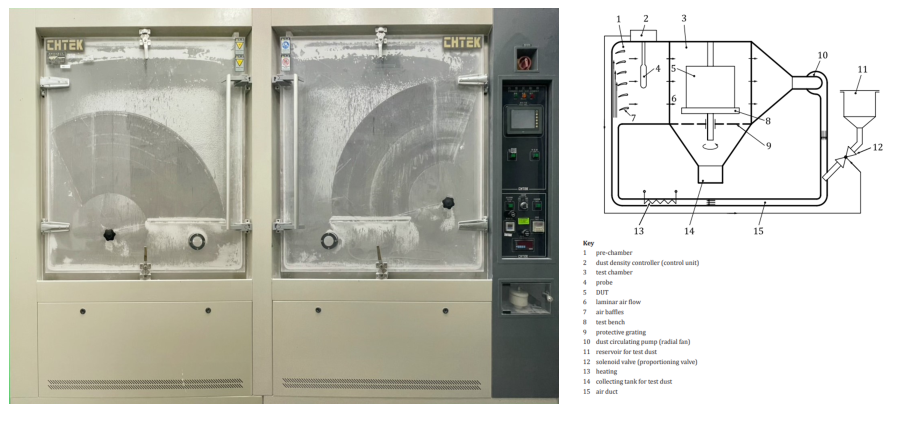 CHTEK
CHTEK
1
2
3
4
5
6
7
8
9
10
11
12
13
14
15
Key
1 pre-chamber
2 dust density controller (control unit)
3 test chamber
4 probe
5 DUT
6 laminar air flow
7 air baffles
8 test bench
9 protective grating
10 dust circulating pump (radial fan)
11 reservoir for test dust
12 solenoid valve (proportioning valve)
13 heating
14 collecting tank for test dust
15 air duct